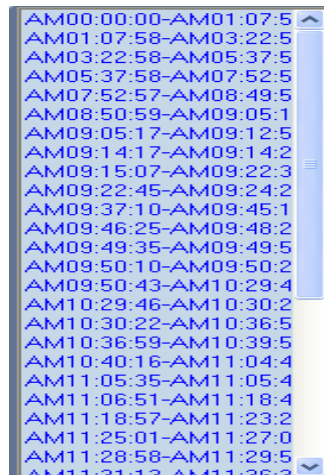 AM00:00:00-AM01:07:5
AM01:07:58-AM03:22:5
AM03:22:58-AM05:37:5
AM05:37:58-AM07:52:5
AM07:52:57-AM08:49:5
AM08:50:59-AM09:05:1
AM09:05:17-AM09:12:5
AM09:14:17-AM09:14:2
AM09:15:07-AM09:22:3
AM09:22:45-AM09:24:2
AM09:37:10-AM09:45:1
AM09:46:25-AM09:48:2
AM09:49:35-AM09:49:5
AM09:50:10-AM09:50:2
AM09:50:43-AM10:29:4
AM10:29:46-AM10:30:2
AM10:30:22-AM10:36:5
AM10:36:59-AM10:39:5
AM10:40:16-AM11:04:4
AM11:05:35-AM11:05:4
AM11:06:51-AM11:18:4
AM11:18:57-AM11:23:2
AM11:25:01-AM11:27:0
AM11:28:58-AM11:29:5